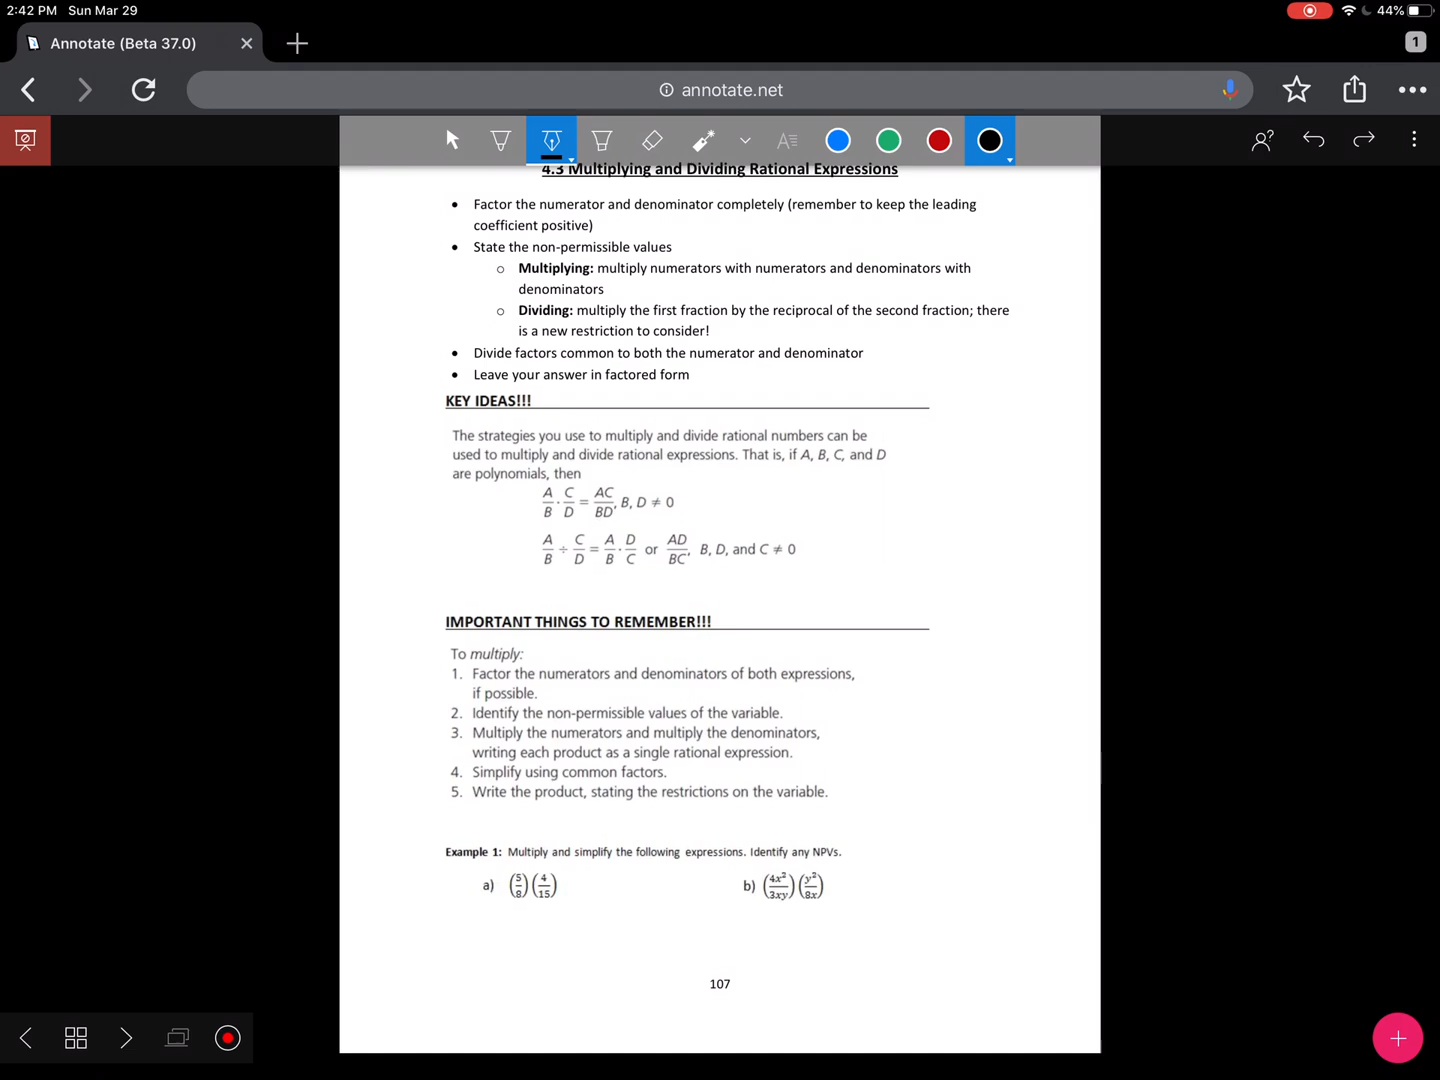 2:42 PM Sun Mar 29
44%
Annotate (Beta 37.0)
1
annotate.net
4.3 Multiplying and Dividing Rational Expressions
• Factor the numerator and denominator completely (remember to keep the leading
coefficient positive)
• State the non-permissible values
o Multiplying: multiply numerators with numerators and denominators with
denominators
o Dividing: multiply the first fraction by the reciprocal of the second fraction; there
is a new restriction to consider!
• Divide factors common to both the numerator and denominator
• Leave your answer in factored form
KEY IDEAS!!!
The strategies you use to multiply and divide rational numbers can be
used to multiply and divide rational expressions. That is, if A, B, C, and D
are polynomials, then
A/B · C/D = AC/BD, B, D ≠ 0
A/B ÷ C/D = A/B · D/C or AD/BC, B, D, and C ≠ 0
IMPORTANT THINGS TO REMEMBER!!!
To multiply:
1. Factor the numerators and denominators of both expressions,
if possible.
2. Identify the non-permissible values of the variable.
3. Multiply the numerators and multiply the denominators,
writing each product as a single rational expression.
4. Simplify using common factors.
5. Write the product, stating the restrictions on the variable.
Example 1: Multiply and simplify the following expressions. Identify any NPVs.
a) (5/8)(4/15) b) (4x²/3xy)(y²/8x)
107